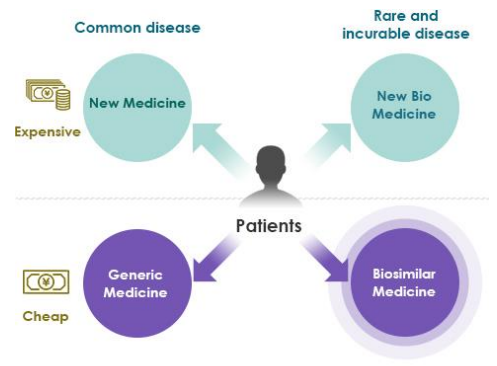 Common disease
Rare and
incurable disease
New Medicine
New Bio
Medicine
Expensive
Patients
Generic
Medicine
Biosimilar
Medicine
Cheap